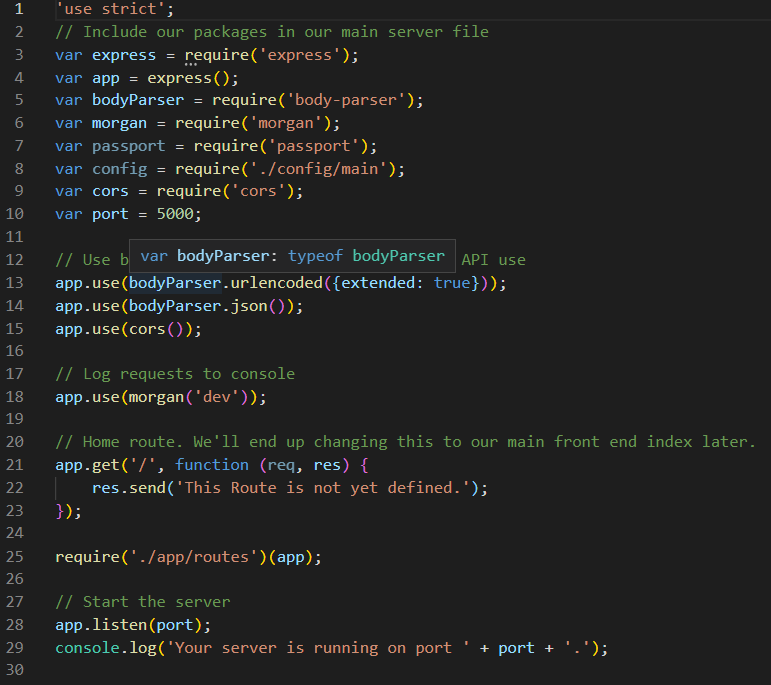 1 'use strict';
2 // Include our packages in our main server file
3 var express = require('express');
4 var app = express();
5 var bodyParser = require('body-parser');
6 var morgan = require('morgan');
7 var passport = require('passport');
8 var config = require('./config/main');
9 var cors = require('cors');
10 var port = 5000;
11
12 // Use b var bodyParser: typeof bodyParser API use
13 app.use(bodyParser.urlencoded({extended: true}));
14 app.use(bodyParser.json());
15 app.use(cors());
16
17 // Log requests to console
18 app.use(morgan('dev'));
19
20 // Home route. We'll end up changing this to our main front end index later.
21 app.get('/', function (req, res) {
22     res.send('This Route is not yet defined.');
23 });
24
25 require('./app/routes')(app);
26
27 // Start the server
28 app.listen(port);
29 console.log('Your server is running on port ' + port + '.');
30